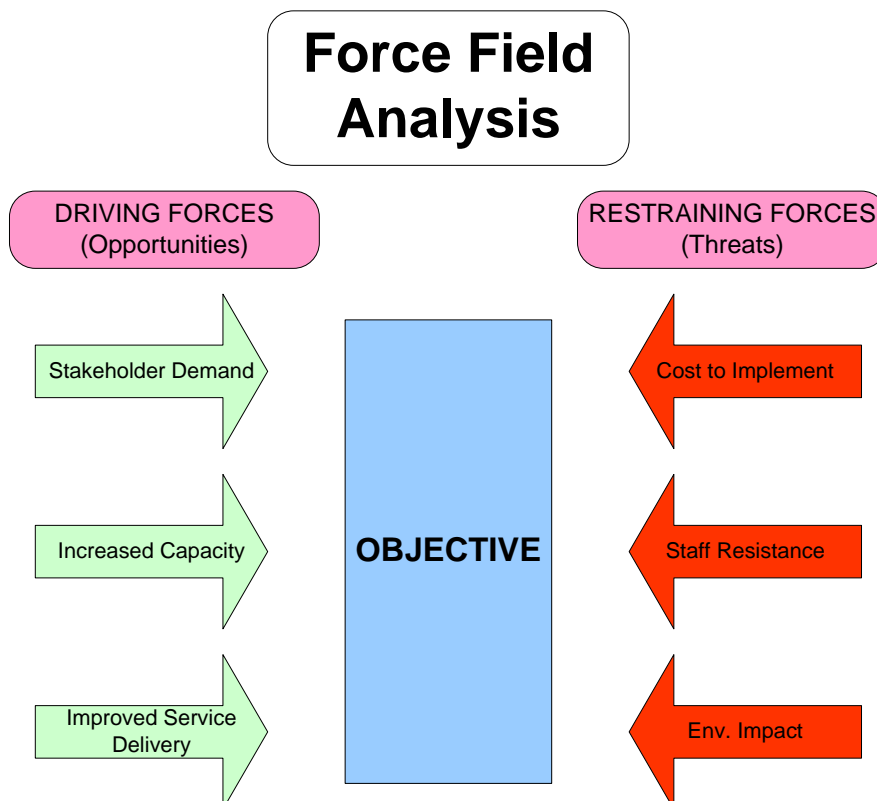 Force Field
Analysis
DRIVING FORCES
(Opportunities)
RESTRAINING FORCES
(Threats)
Stakeholder Demand
Cost to Implement
Increased Capacity
OBJECTIVE
Staff Resistance
Improved Service
Delivery
Env. Impact